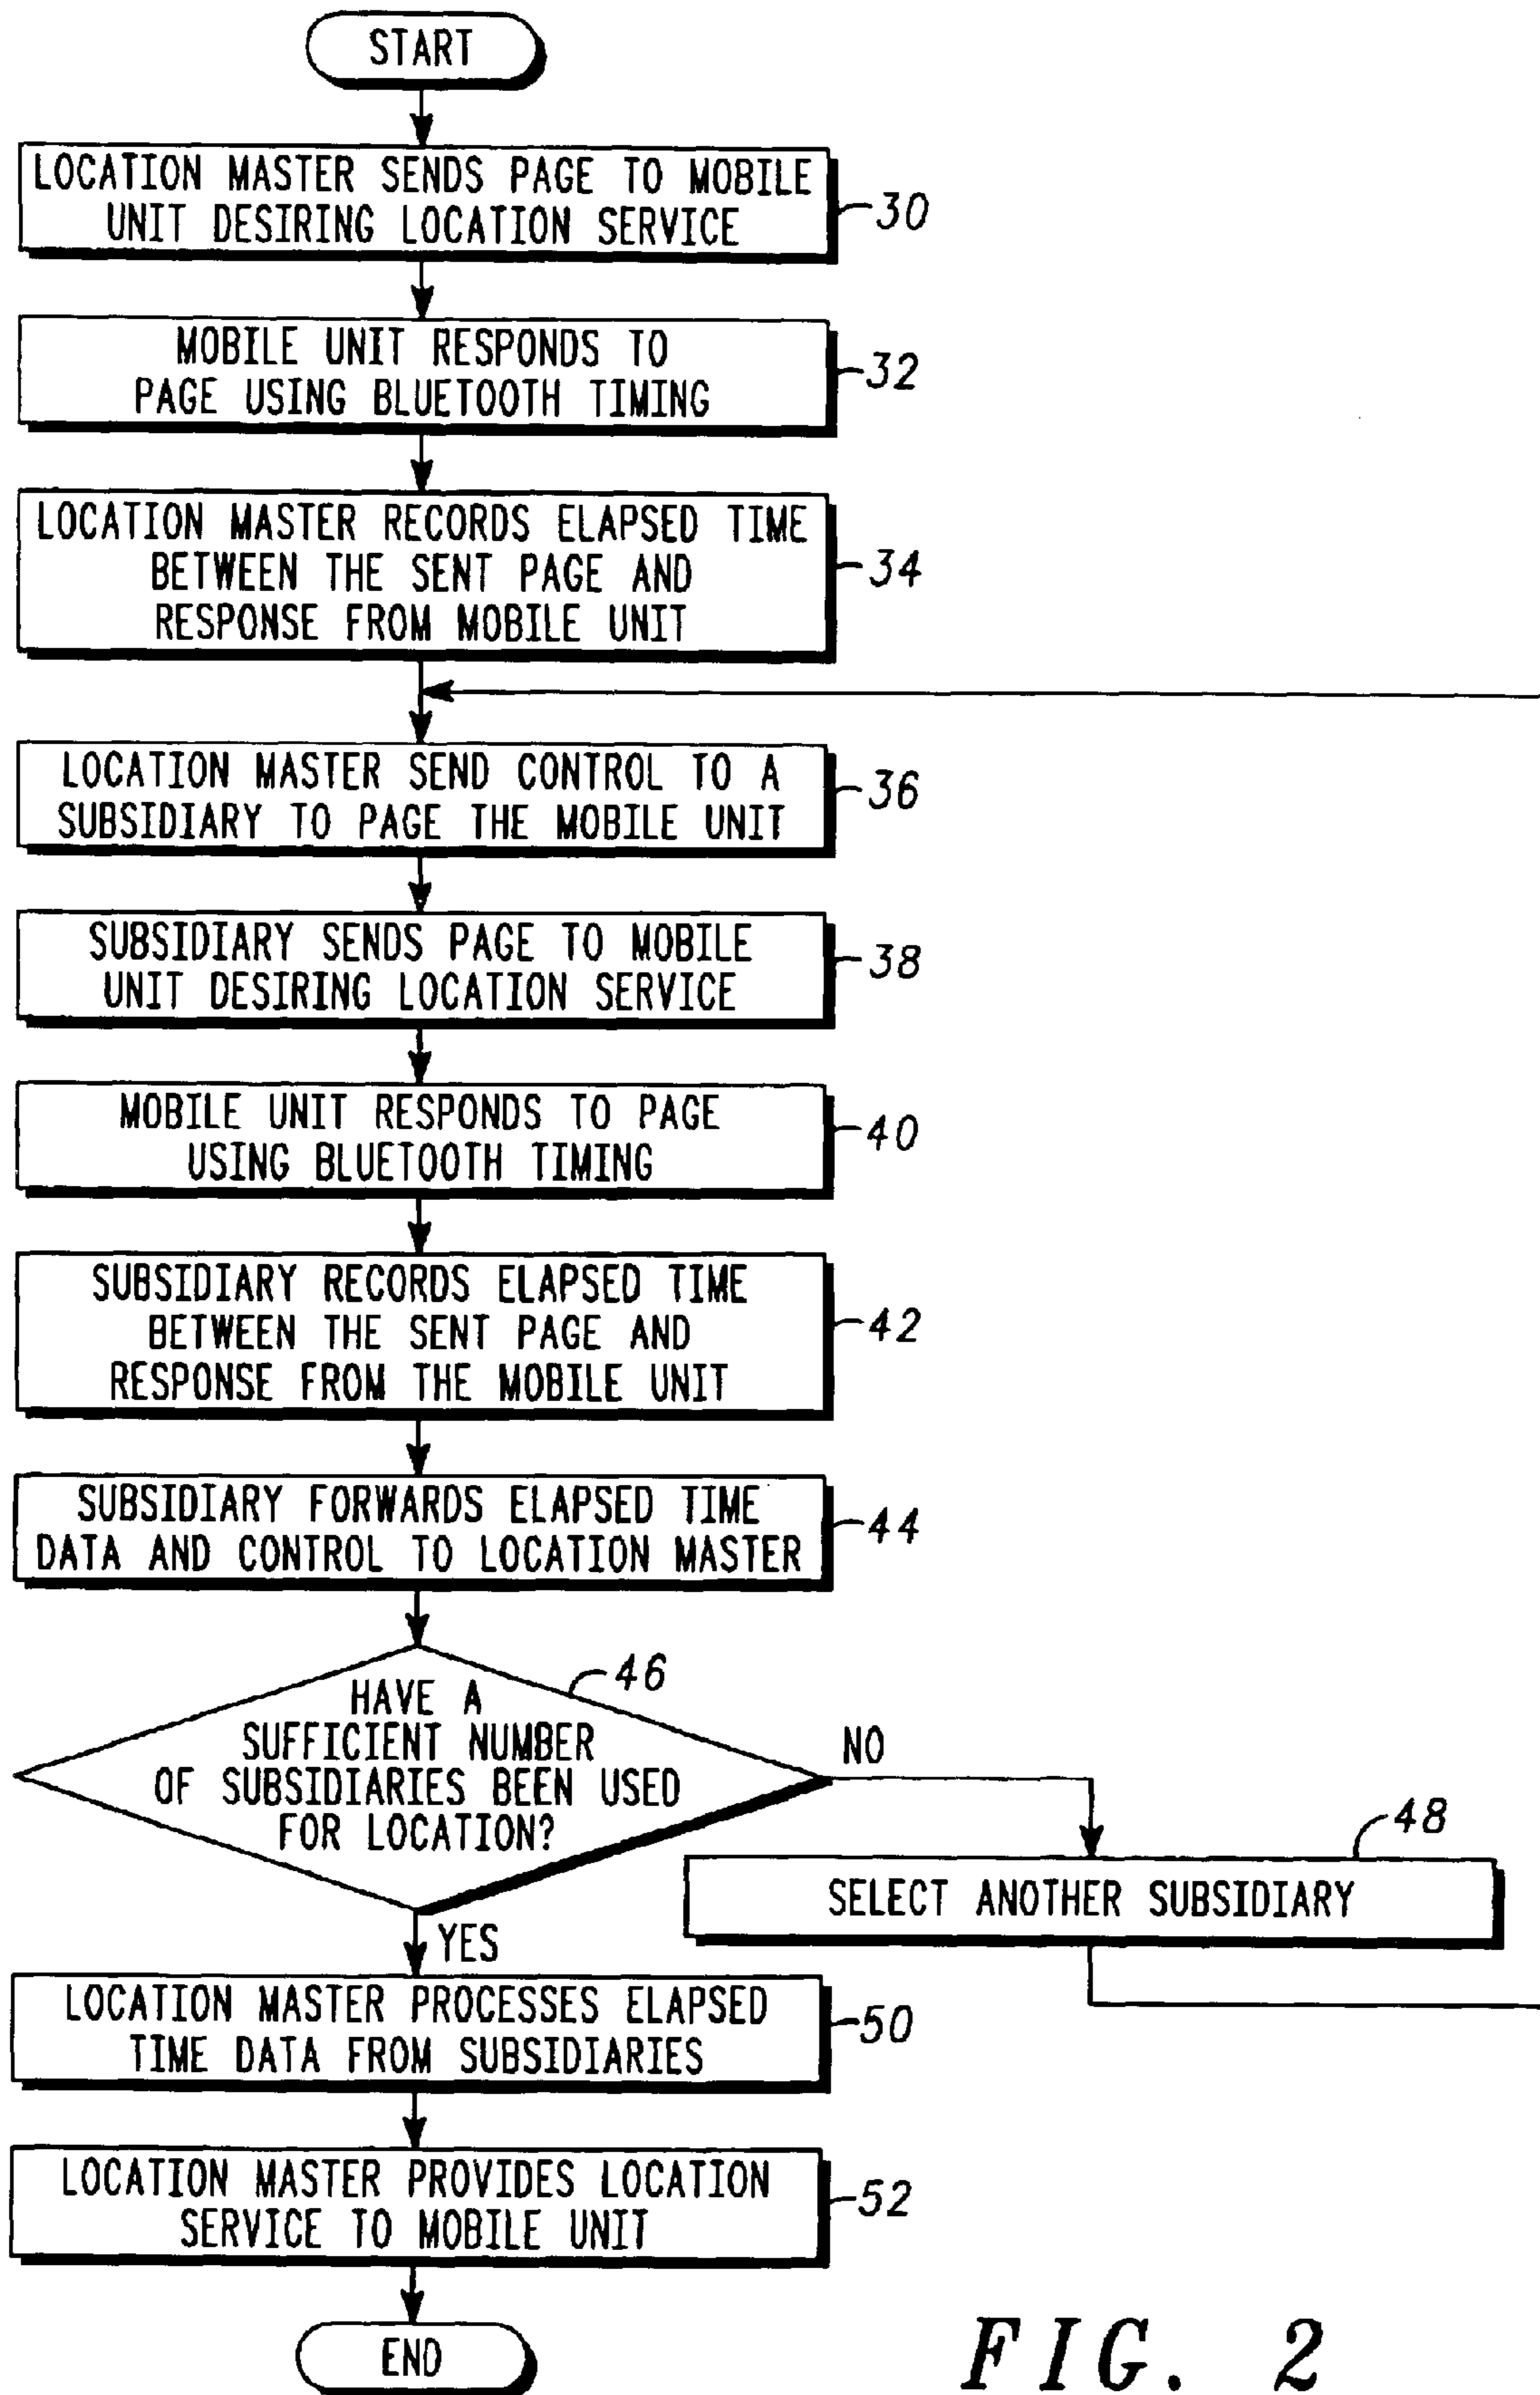 START
LOCATION MASTER SENDS PAGE TO MOBILE
UNIT DESIRING LOCATION SERVICE
30
MOBILE UNIT RESPONDS TO
PAGE USING BLUETOOTH TIMING
32
LOCATION MASTER RECORDS ELAPSED TIME
BETWEEN THE SENT PAGE AND
RESPONSE FROM MOBILE UNIT
34
LOCATION MASTER SEND CONTROL TO A
SUBSIDIARY TO PAGE THE MOBILE UNIT
36
SUBSIDIARY SENDS PAGE TO MOBILE
UNIT DESIRING LOCATION SERVICE
38
MOBILE UNIT RESPONDS TO PAGE
USING BLUETOOTH TIMING
40
SUBSIDIARY RECORDS ELAPSED TIME
BETWEEN THE SENT PAGE AND
RESPONSE FROM THE MOBILE UNIT
42
SUBSIDIARY FORWARDS ELAPSED TIME
DATA AND CONTROL TO LOCATION MASTER
44
HAVE A
SUFFICIENT NUMBER
OF SUBSIDIARIES BEEN USED
FOR LOCATION?
46
NO
48
SELECT ANOTHER SUBSIDIARY
YES
LOCATION MASTER PROCESSES ELAPSED
TIME DATA FROM SUBSIDIARIES
50
LOCATION MASTER PROVIDES LOCATION
SERVICE TO MOBILE UNIT
52
END
FIG. 2